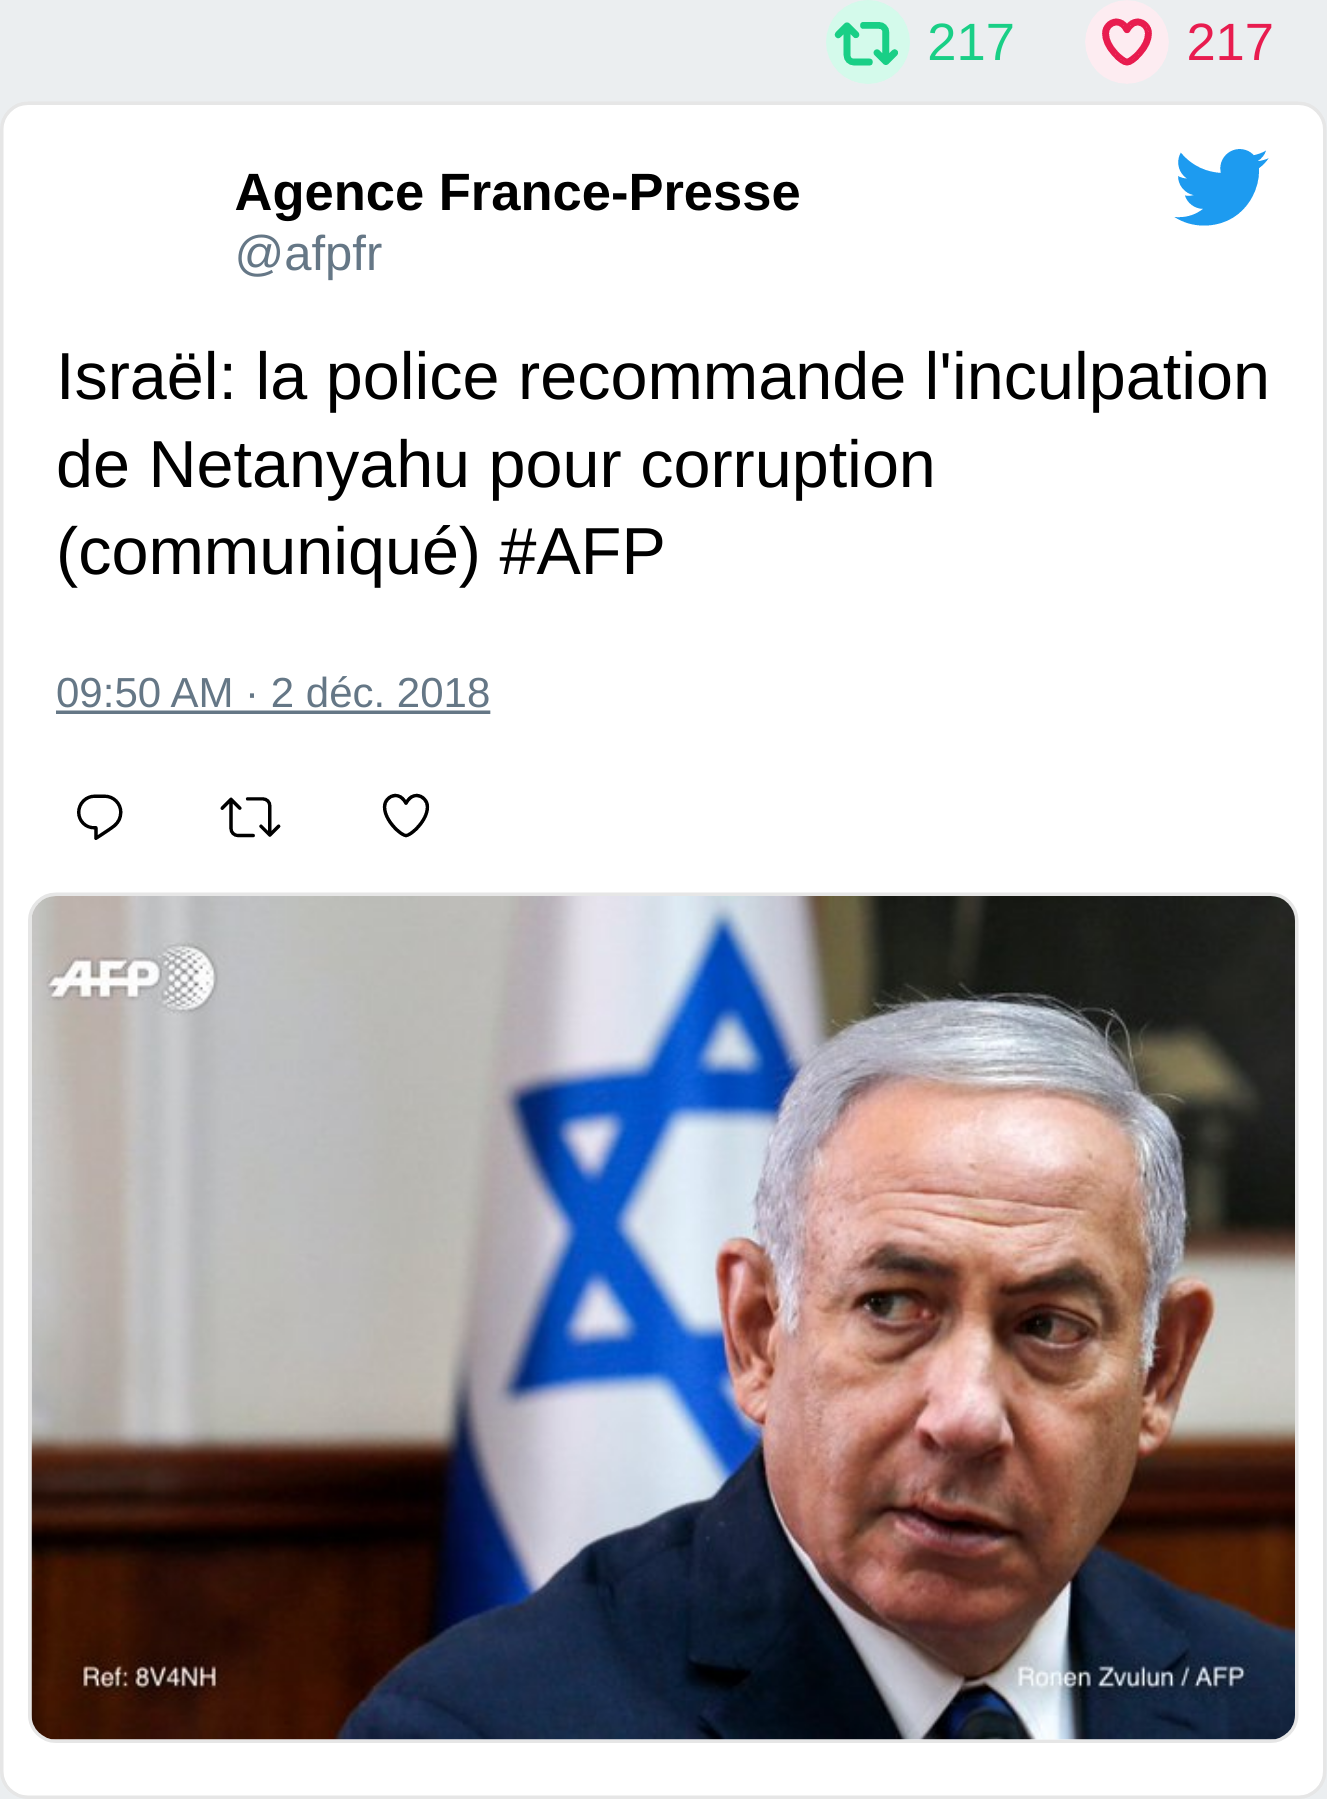 217 217
Agence France-Presse
@afpfr
Israël: la police recommande l'inculpation
de Netanyahu pour corruption
(communiqué) #AFP
09:50 AM · 2 déc. 2018
AFP
Ref: 8V4NH
Ronen Zvulun / AFP